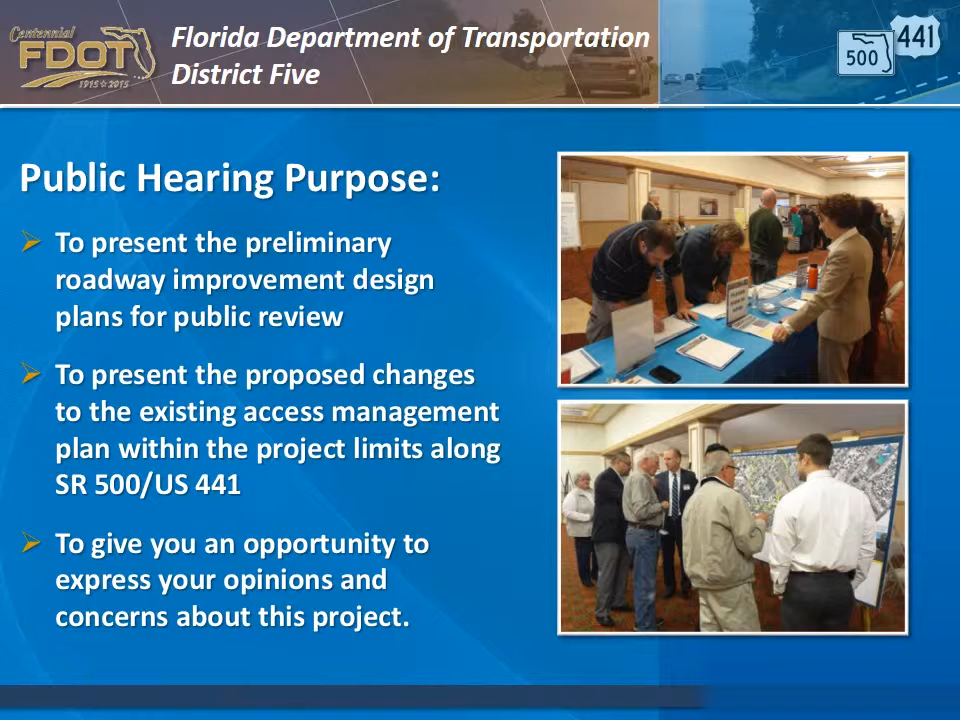 Centennial
FDOT
1915 2015
Florida Department of Transportation
District Five
500
441
Public Hearing Purpose:
To present the preliminary
roadway improvement design
plans for public review
To present the proposed changes
to the existing access management
plan within the project limits along
SR 500/US 441
To give you an opportunity to
express your opinions and
concerns about this project.